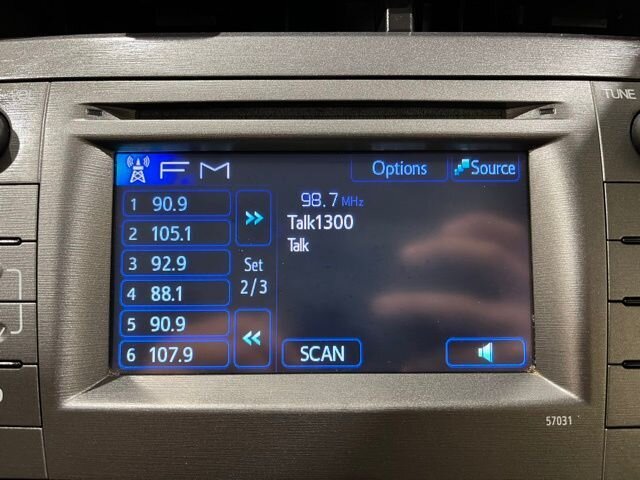 TUNE
FM
Options
Source
1 90.9
2 105.1
3 92.9
4 88.1
5 90.9
6 107.9
Set
2/3
98.7 MHz
Talk1300
Talk
SCAN
57031